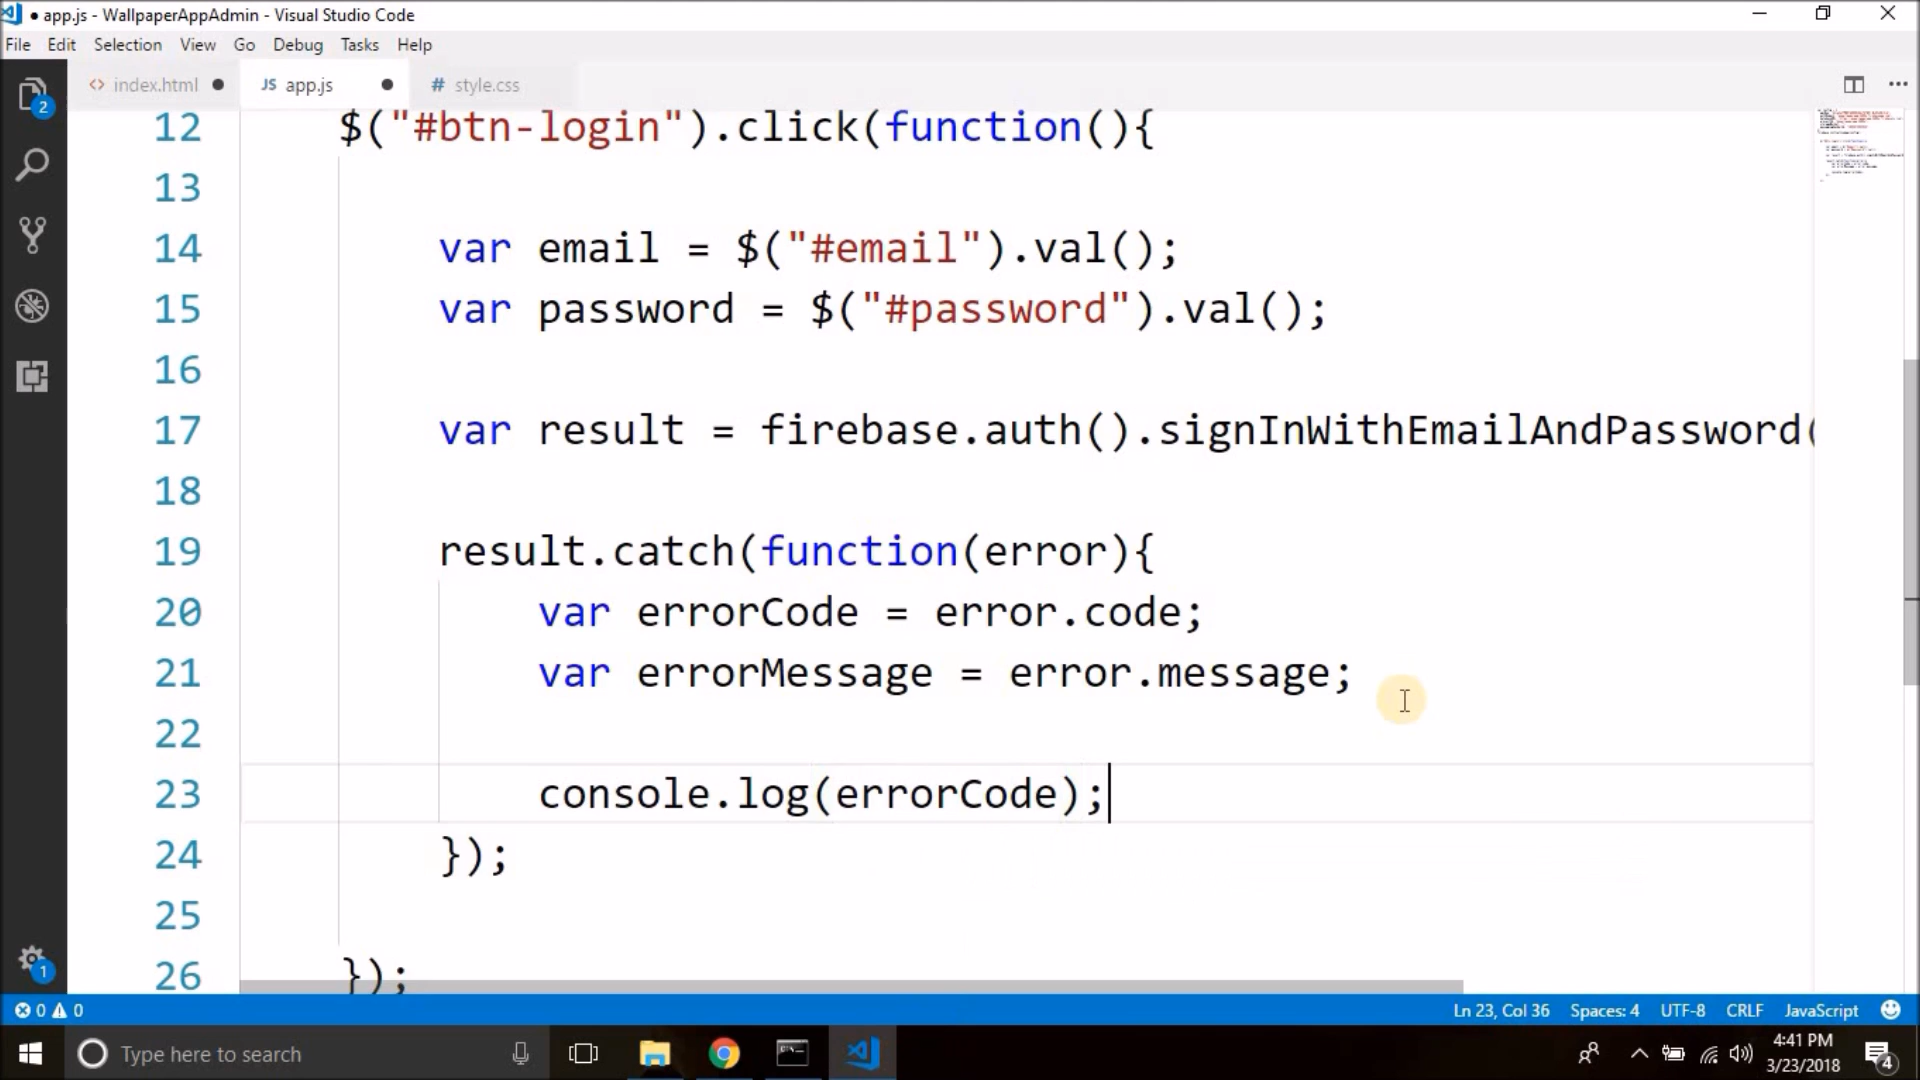 app.js - WallpaperAppAdmin - Visual Studio Code
File Edit Selection View Go Debug Tasks Help
2
<> index.html JS app.js # style.css
12 $("#btn-login").click(function(){
13
14 var email = $("#email").val();
15 var password = $("#password").val();
16
17 var result = firebase.auth().signInWithEmailAndPassword(
18
19 result.catch(function(error){
20 var errorCode = error.code;
21 var errorMessage = error.message;
22
23 console.log(errorCode);
24 });
25
26 });
1
0 0 Ln 23, Col 36 Spaces: 4 UTF-8 CRLF JavaScript
Type here to search
4:41 PM
3/23/2018
4